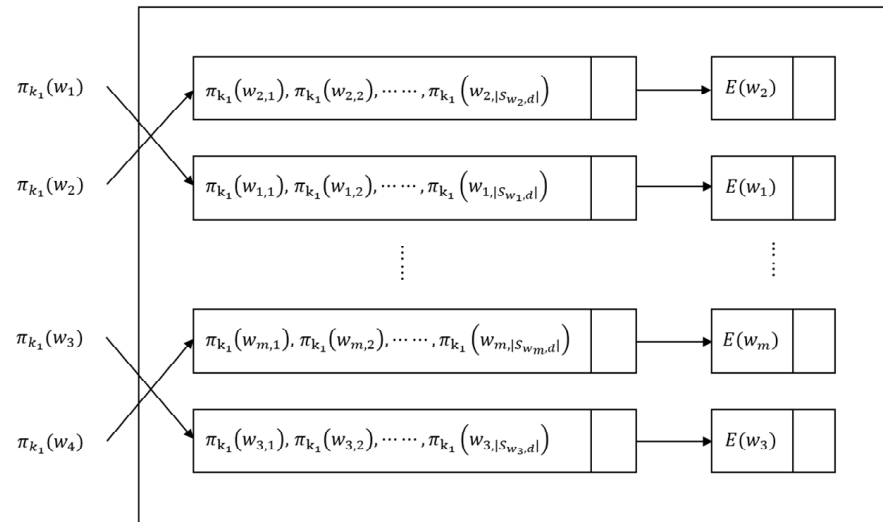 π_{k_1}(w_1)
π_{k_1}(w_{2,1}), π_{k_1}(w_{2,2}), ⋯⋯, π_{k_1}(w_{2,|S_{w_2,d}|})
E(w_2)
π_{k_1}(w_2)
π_{k_1}(w_{1,1}), π_{k_1}(w_{1,2}), ⋯⋯, π_{k_1}(w_{1,|S_{w_1,d}|})
E(w_1)
π_{k_1}(w_3)
π_{k_1}(w_{m,1}), π_{k_1}(w_{m,2}), ⋯⋯, π_{k_1}(w_{m,|S_{w_m,d}|})
E(w_m)
π_{k_1}(w_4)
π_{k_1}(w_{3,1}), π_{k_1}(w_{3,2}), ⋯⋯, π_{k_1}(w_{3,|S_{w_3,d}|})
E(w_3)